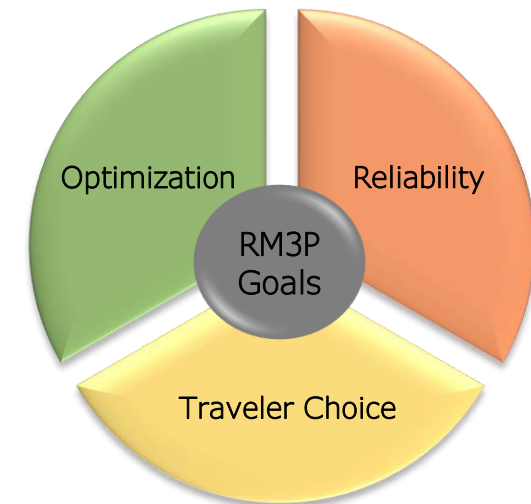 Optimization
Reliability
RM3P
Goals
Traveler Choice